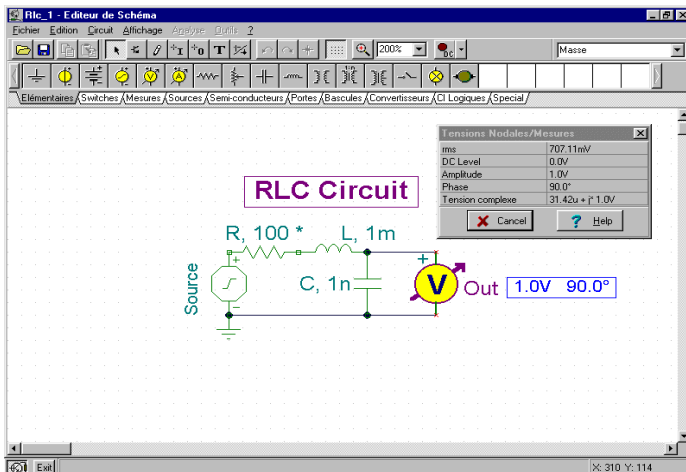 Rlc_1 - Editeur de Schéma
Fichier Edition Circuit Affichage Analyse Outils ?
200% DC Masse
Elémentaires Switches Mesures Sources Semi-conducteurs Portes Bascules Convertisseurs CI Logiques Special
Tensions Nodales/Mesures
rms 707.11mV
DC Level 0.0V
Amplitude 1.0V
Phase 90.0°
Tension complexe 31.42u + j* 1.0V
Cancel ? Help
RLC Circuit
R, 100 * L, 1m
Source
C, 1n
+
V
Out
1.0V 90.0°
Exit X: 310 Y: 114